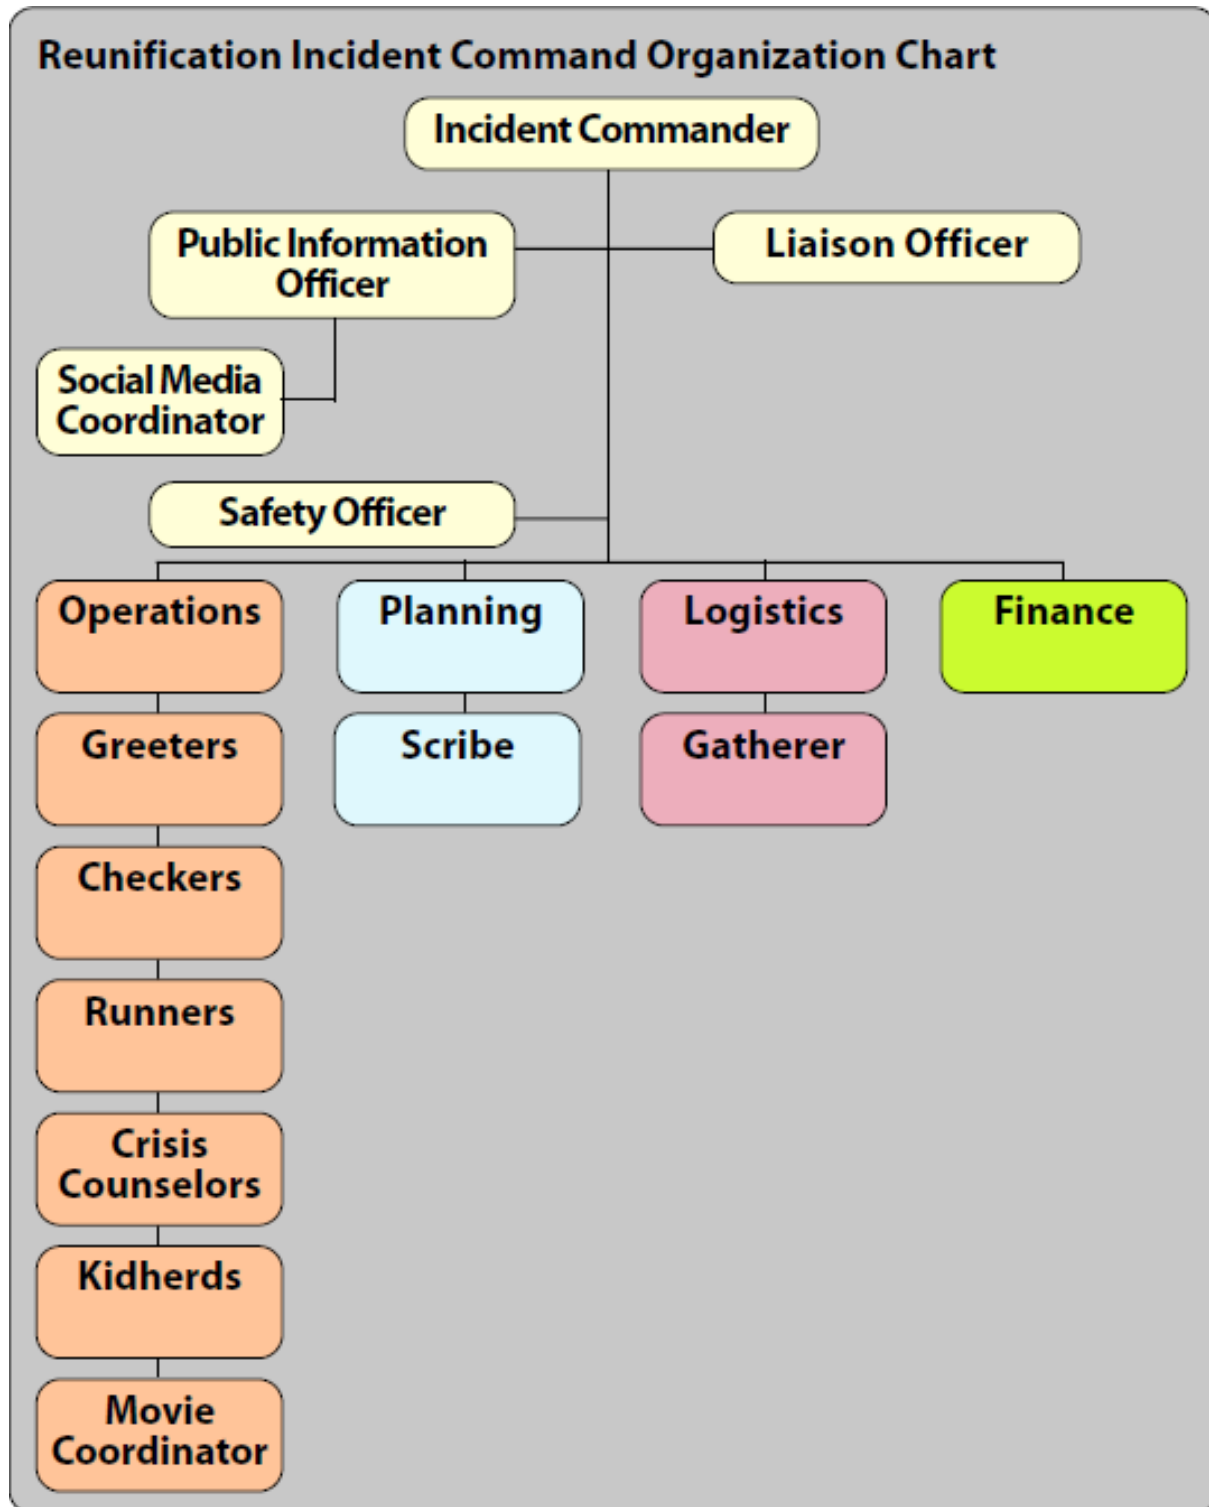 Reunification Incident Command Organization Chart
Incident Commander
Public Information
Officer
Liaison Officer
Social Media
Coordinator
Safety Officer
Operations
Planning
Logistics
Finance
Greeters
Scribe
Gatherer
Checkers
Runners
Crisis
Counselors
Kidherds
Movie
Coordinator